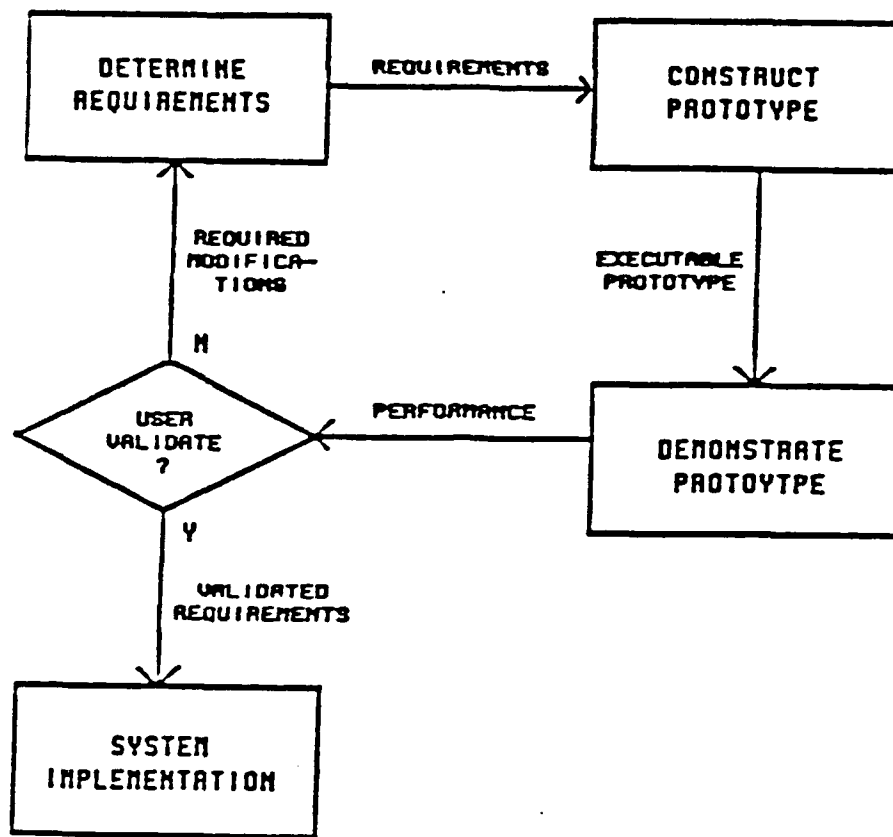 DETERMINE
REQUIREMENTS
REQUIREMENTS
CONSTRUCT
PROTOTYPE
REQUIRED
MODIFICA-
TIONS
EXECUTABLE
PROTOTYPE
N
USER
VALIDATE
?
PERFORMANCE
DEMONSTRATE
PROTOYTPE
Y
VALIDATED
REQUIREMENTS
SYSTEM
IMPLEMENTATION